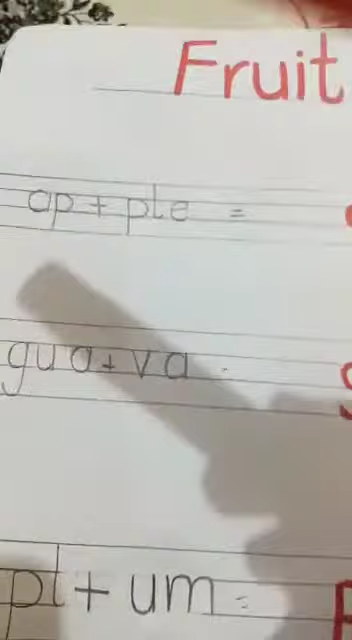 Fruit
ap + ple =
gua + va -
pl + um =